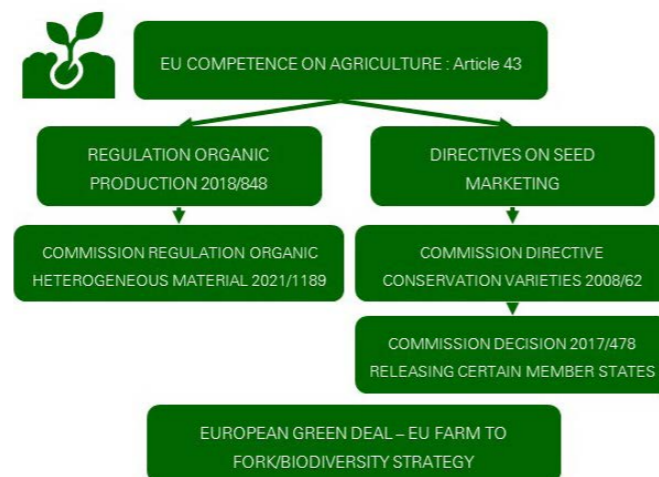 EU COMPETENCE ON AGRICULTURE : Article 43
REGULATION ORGANIC
PRODUCTION 2018/848
DIRECTIVES ON SEED
MARKETING
COMMISSION REGULATION ORGANIC
HETEROGENEOUS MATERIAL 2021/1189
COMMISSION DIRECTIVE
CONSERVATION VARIETIES 2008/62
COMMISSION DECISION 2017/478
RELEASING CERTAIN MEMBER STATES
EUROPEAN GREEN DEAL – EU FARM TO
FORK/BIODIVERSITY STRATEGY